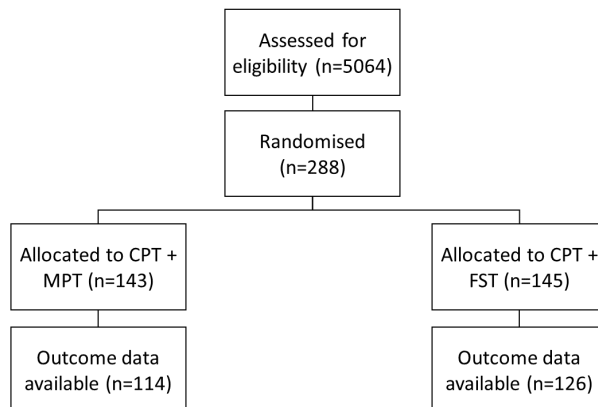 Assessed for
eligibility (n=5064)
Randomised
(n=288)
Allocated to CPT +
MPT (n=143)
Allocated to CPT +
FST (n=145)
Outcome data
available (n=114)
Outcome data
available (n=126)